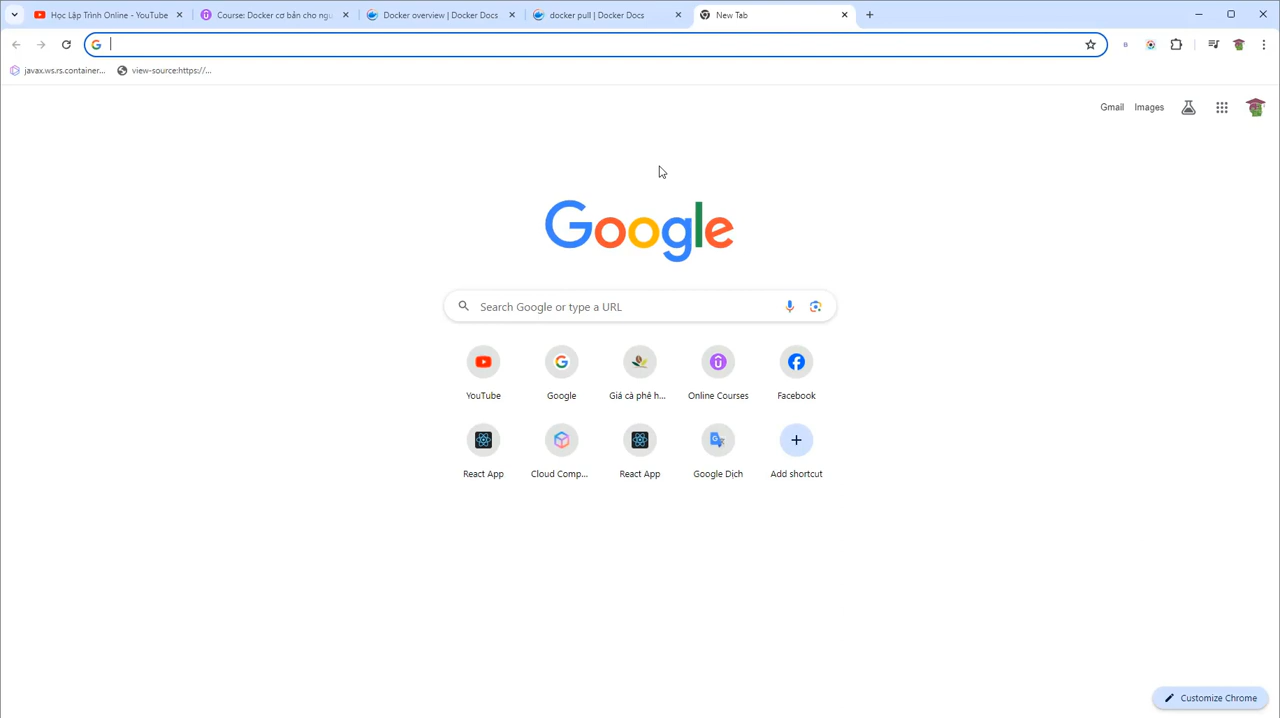 Học Lập Trình Online - YouTube
Course: Docker cơ bản cho ngư
Docker overview | Docker Docs
docker pull | Docker Docs
New Tab
javax.ws.rs.container...
view-source:https://...
Gmail
Images
Google
Search Google or type a URL
YouTube
Google
Giá cà phê h...
Online Courses
Facebook
React App
Cloud Comp...
React App
Google Dịch
Add shortcut
Customize Chrome